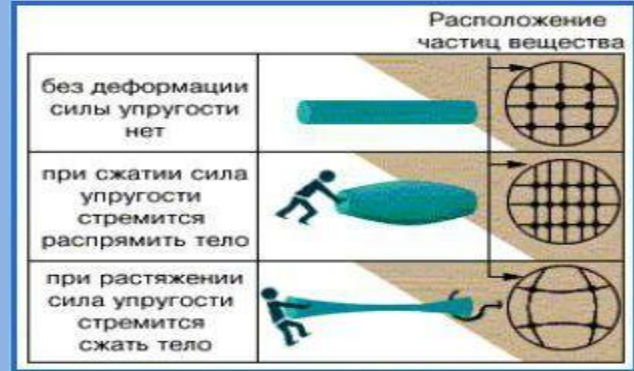 Расположение
частиц вещества
без деформации
силы упругости
нет
при сжатии сила
упругости
стремится
распрямить тело
при растяжении
сила упругости
стремится
сжать тело